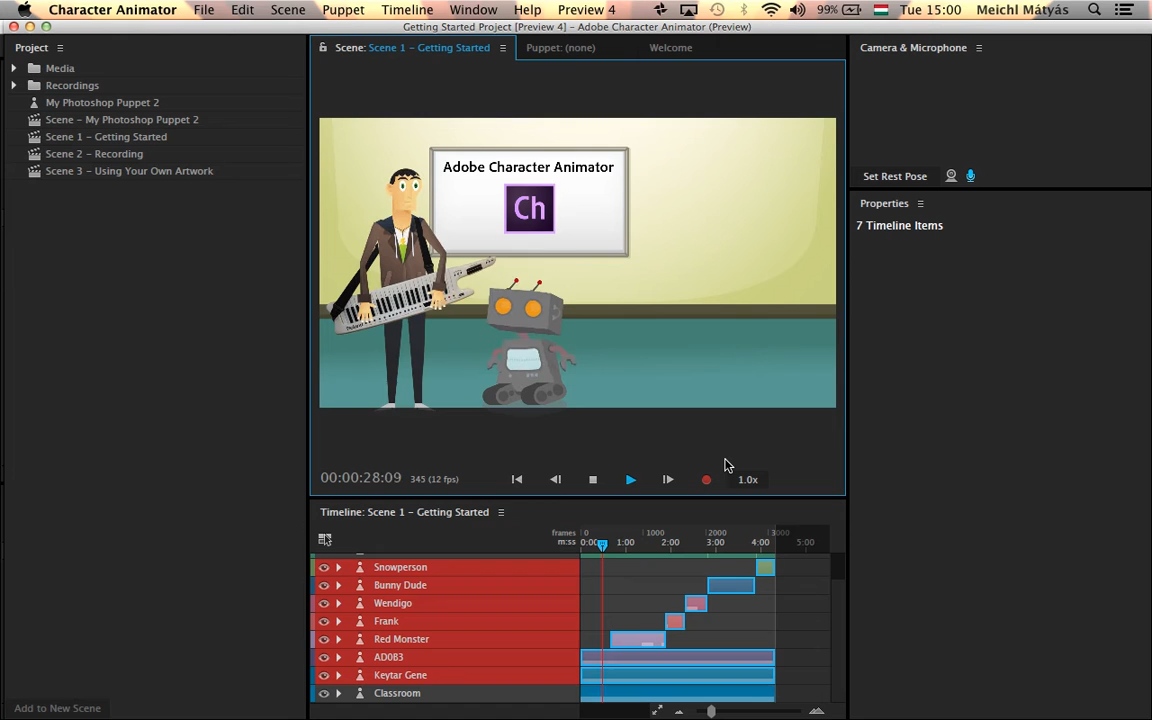 Character Animator File Edit Scene Puppet Timeline Window Help Preview 4 99% Tue 15:00 Meichl Mátyás
Getting Started Project [Preview 4] – Adobe Character Animator (Preview)
Project
Media
Recordings
My Photoshop Puppet 2
Scene – My Photoshop Puppet 2
Scene 1 – Getting Started
Scene 2 – Recording
Scene 3 – Using Your Own Artwork
Add to New Scene
Scene: Scene 1 – Getting Started Puppet: (none) Welcome
Adobe Character Animator
Ch
00:00:28:09 345 (12 fps) 1.0x
Timeline: Scene 1 – Getting Started
frames 0 1000 2000 3000
m:ss 0:00 1:00 2:00 3:00 4:00 5:00
Snowperson
Bunny Dude
Wendigo
Frank
Red Monster
AD0B3
Keytar Gene
Classroom
Camera & Microphone
Set Rest Pose
Properties
7 Timeline Items